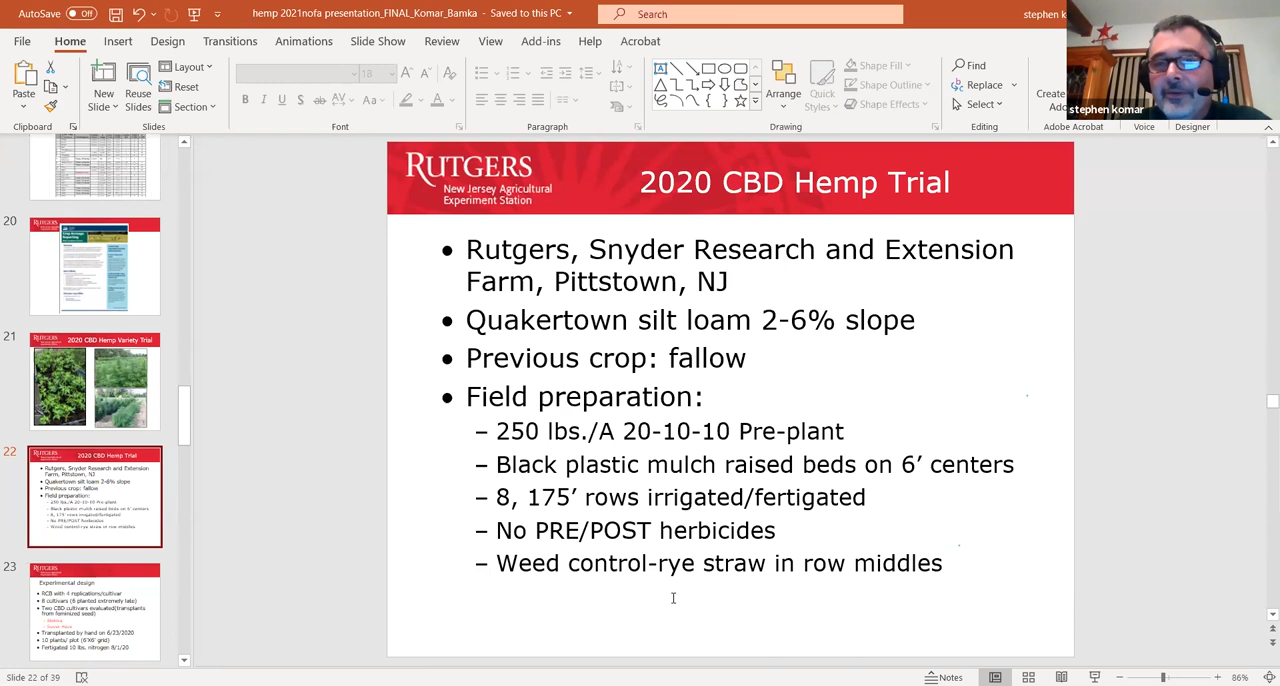 AutoSave Off hemp 2021nofa presentation_FINAL_Komar_Bamka - Saved to this PC Search stephen k
File Home Insert Design Transitions Animations Slide Show Review View Add-ins Help Acrobat
Paste New Slide Reuse Slides Layout Reset Section
18
Aa
Arrange Quick Styles Shape Fill Shape Outline Shape Effects
Find Replace Select
Create
stephen komar
Clipboard Slides Font Paragraph Drawing Editing Adobe Acrobat Voice Designer
20
21
2020 CBD Hemp Variety Trial
22
2020 CBD Hemp Trial
Rutgers, Snyder Research and Extension
Farm, Pittstown, NJ
Quakertown silt loam 2-6% slope
Previous crop: fallow
Field preparation:
250 lbs./A 20-10-10 Pre-plant
Black plastic mulch raised beds on 6' centers
8, 175' rows irrigated/fertigated
No PRE/POST herbicides
Weed control-rye straw in row middles
23
Experimental design
RCB with 4 replications/cultivar
8 cultivars (6 planted extremely late)
Two CBD cultivars evaluated(transplants
from feminized seed)
Transplanted by hand on 6/23/2020
10 plants/ plot (6'X6' grid)
Fertigated 10 lbs. nitrogen 8/1/20
RUTGERS
New Jersey Agricultural
Experiment Station
2020 CBD Hemp Trial
• Rutgers, Snyder Research and Extension
Farm, Pittstown, NJ
• Quakertown silt loam 2-6% slope
• Previous crop: fallow
• Field preparation:
– 250 lbs./A 20-10-10 Pre-plant
– Black plastic mulch raised beds on 6’ centers
– 8, 175’ rows irrigated/fertigated
– No PRE/POST herbicides
– Weed control-rye straw in row middles
Slide 22 of 39 Notes 86%